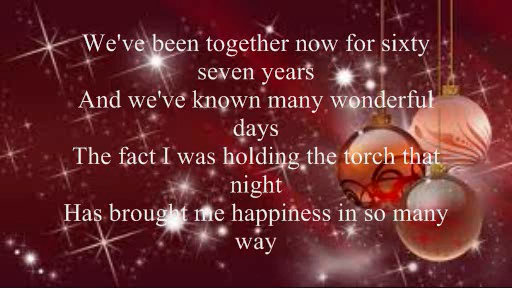 We've been together now for sixty
seven years
And we've known many wonderful
days
The fact I was holding the torch that
night
Has brought me happiness in so many
way